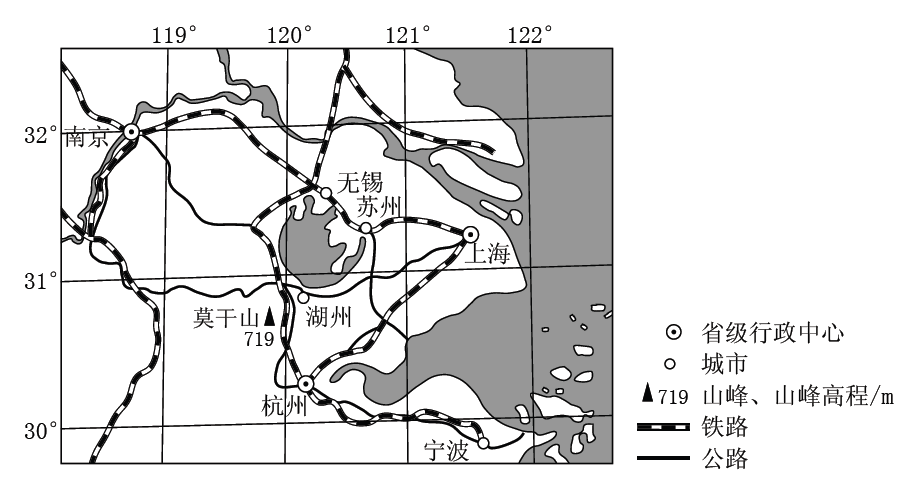 119° 120° 121° 122°
32°
南京
无锡
苏州
上海
31°
莫干山
719
湖州
杭州
30°
宁波
省级行政中心
城市
719 山峰、山峰高程/m
铁路
公路